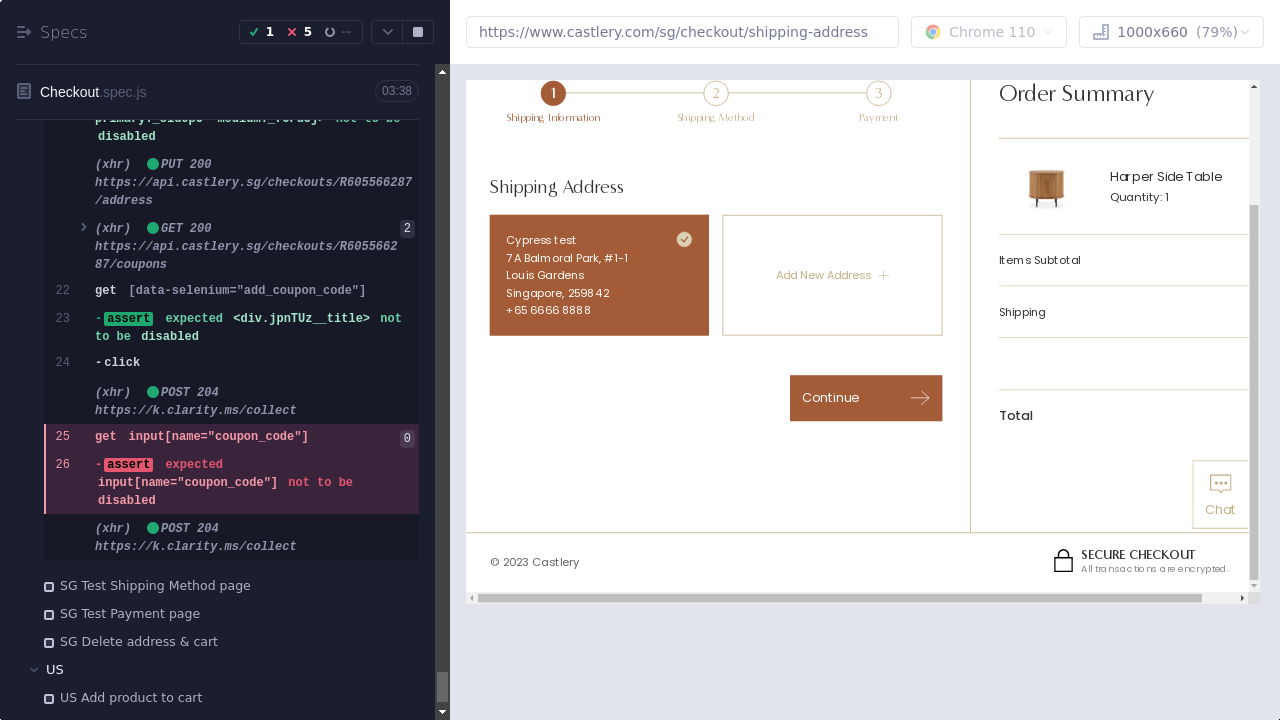 Specs
1
5
--
Checkout.spec.js
03:38
primary!_sidepe--medium!_ferdsj> not to be
disabled
(xhr) PUT 200
https://api.castlery.sg/checkouts/R605566287
/address
(xhr) GET 200
2
https://api.castlery.sg/checkouts/R6055662
87/coupons
22 get [data-selenium="add_coupon_code"]
23 -assert expected <div.jpnTUz__title> not
to be disabled
24 -click
(xhr) POST 204
https://k.clarity.ms/collect
25 get input[name="coupon_code"]
0
26 -assert expected
input[name="coupon_code"] not to be
disabled
(xhr) POST 204
https://k.clarity.ms/collect
SG Test Shipping Method page
SG Test Payment page
SG Delete address & cart
US
US Add product to cart
https://www.castlery.com/sg/checkout/shipping-address
Chrome 110
1000x660 (79%)
1
2
3
Shipping Information
Shipping Method
Payment
Shipping Address
Cypress test
7A Balmoral Park, #1-1
Louis Gardens
Singapore, 259842
+65 6666 8888
Add New Address
Continue
Order Summary
Harper Side Table
Quantity: 1
Items Subtotal
Shipping
Total
Chat
© 2023 Castlery
SECURE CHECKOUT
All transactions are encrypted.